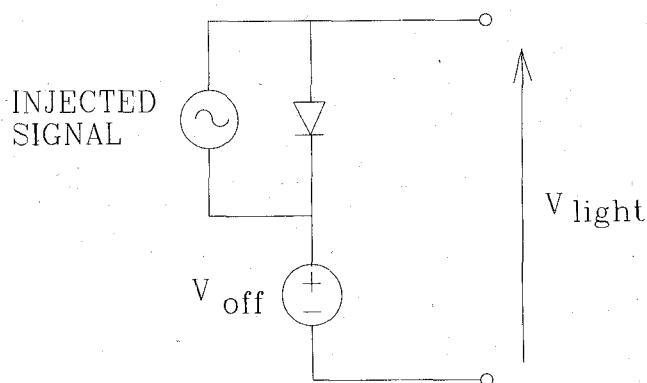 INJECTED
SIGNAL
V light
V off
+
−